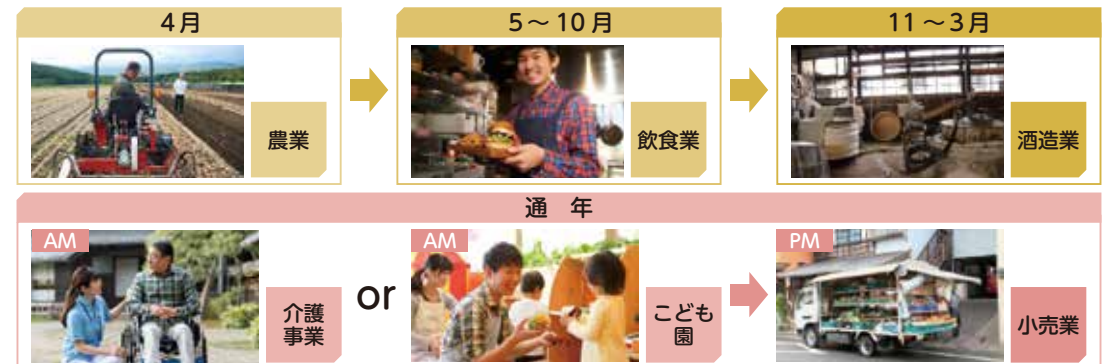 4月
農業
5～10月
飲食業
11～3月
酒造業
通 年
AM
介護
事業
or
AM
こども
園
PM
小売業